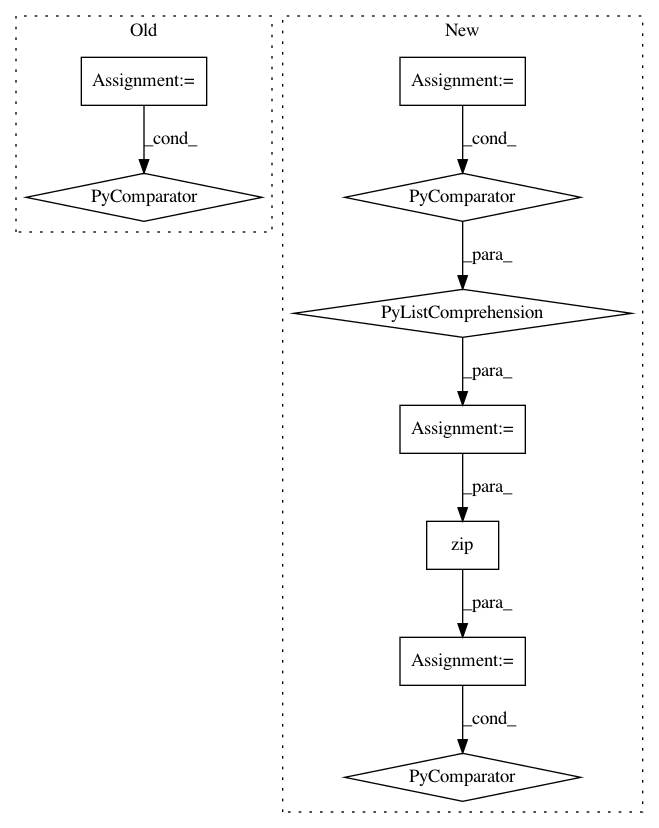 Old
New
Assignment:=
Assignment:=
_cond_
_cond_
PyComparator
PyComparator
_para_
PyListComprehension
_para_
Assignment:=
_para_
zip
_para_
Assignment:=
_cond_
PyComparator